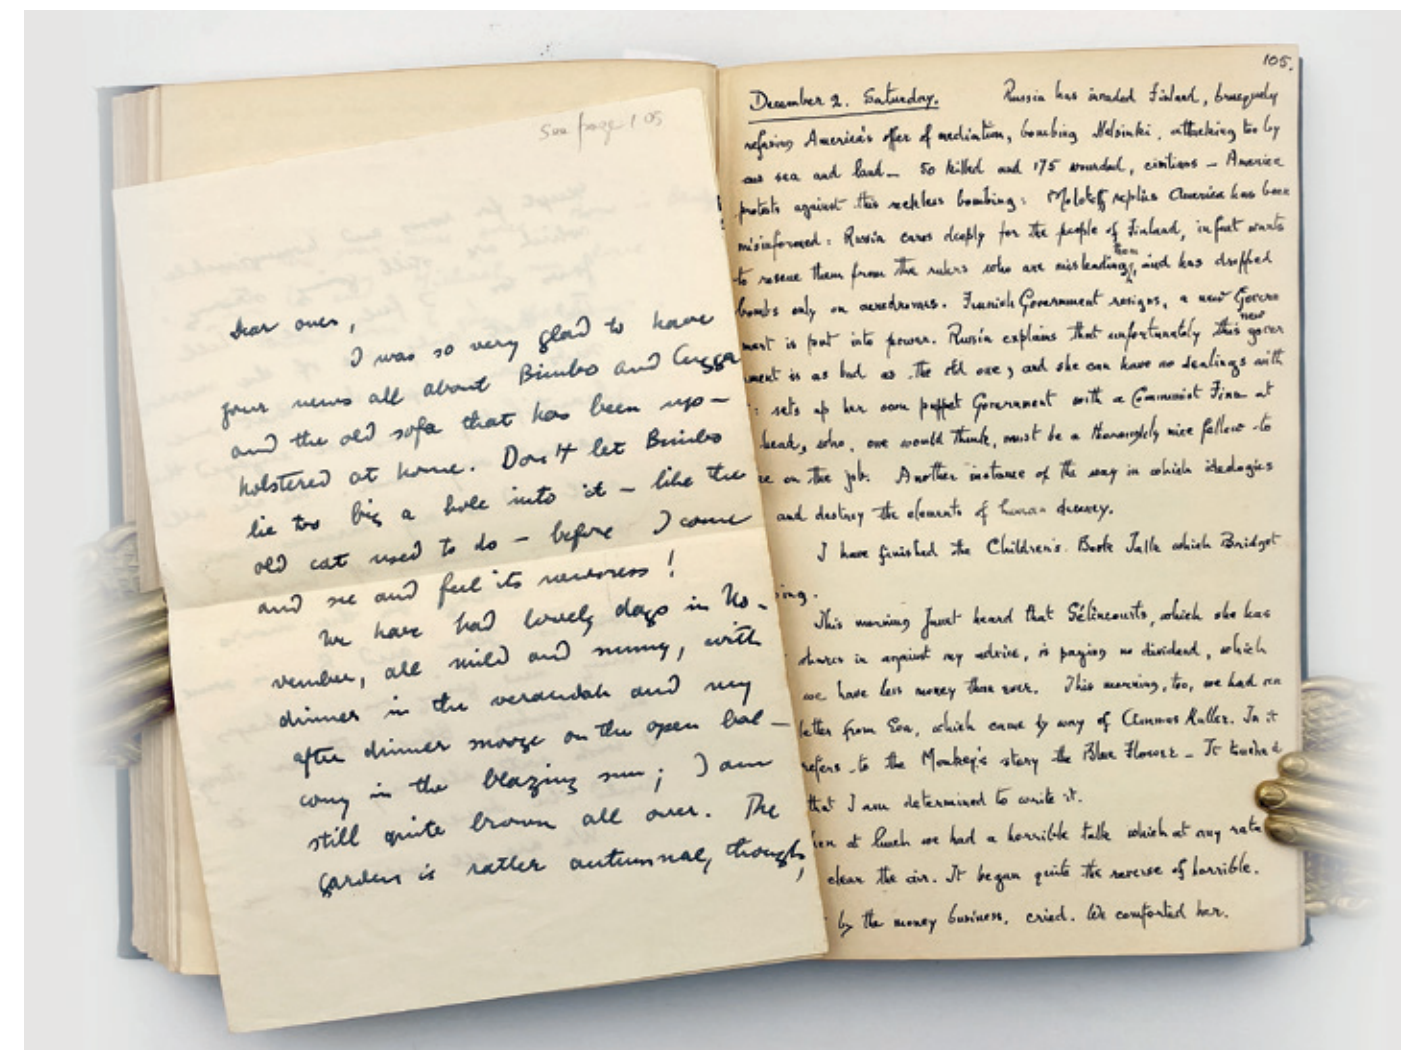 See page 105
Dear ones,
I was so very glad to have
your news all about Bimbo and
and the old sofa that has been up-
holstered at home. Don't let Bimbo
lie too big a hole into it – like the
old cat used to do – before I come
and see and feel its newness!
We have had lovely days in No-
vember, all mild and sunny, with
dinner in the verandah and my
after dinner snooze on the open bal-
cony in the blazing sun; I am
still quite brown all over. The
garden is rather autumnal, though,
105.
December 2. Saturday. Russia has invaded Finland, brusquely
refusing America's offer of mediation, bombing Helsinki, attacking too by
sea and land – 50 killed and 175 wounded, civilians – America
protests against this reckless bombing: Molotoff replies America has been
misinformed: Russia cares deeply for the people of Finland, in fact wants
to rescue them from the rulers who are misleading them, and has dropped
bombs only on aerodromes. Finnish Government resigns, a new Govern
ment is put into power. Russia explains that unfortunately this new gover
ment is as bad as the old one, and she can have no dealings with
: sets up her own puppet Government with a Communist Finn at
head, who, one would think, must be a thoroughly nice fellow to
on the job. Another instance of the way in which ideologies
and destroy the elements of human decency.
I have finished the Children's Book Talk which Bridget
ing.
This morning heard that Sélincourts, which she has
shares in against my advice, is paying no dividend, which
we have less money than ever. This morning, too, we had
letter from Eva, which came by way of Muller. In it
refers to the Monkey's story the Blue Flower – It
that I am determined to write it.
at lunch we had a horrible talk which at any rate
clear the air. It began quite the reverse of horrible.
by the money business, cried. We comforted her.